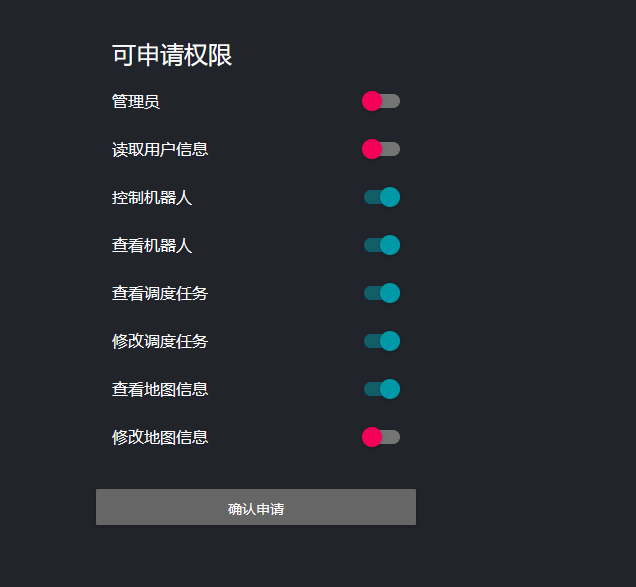 可申请权限
管理员
读取用户信息
控制机器人
查看机器人
查看调度任务
修改调度任务
查看地图信息
修改地图信息
确认申请